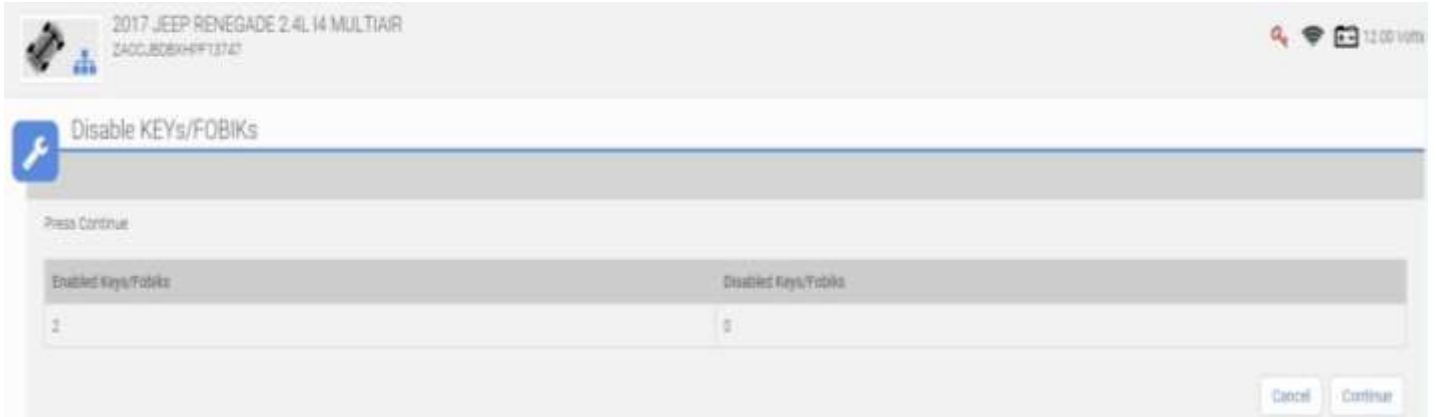 2017 JEEP RENEGADE 2.4L I4 MULTIAIR
12.00 Volts
Disable KEYs/FOBIKs
Press Continue
Enabled Keys/Fobiks Disabled Keys/Fobiks
2 0
Cancel Continue